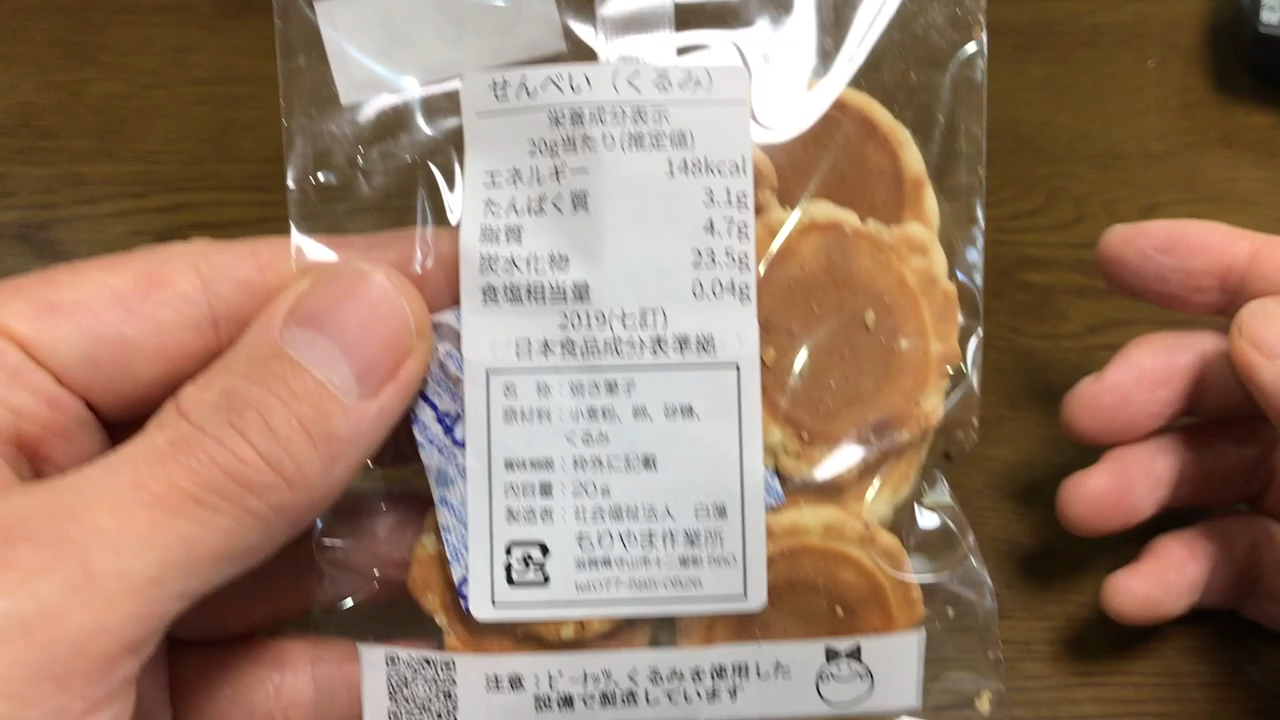 せんべい（くるみ）
栄養成分表示
20g当たり(推定値)
エネルギー 148kcal
たんぱく質 3.1g
脂質 4.7g
炭水化物 23.5g
食塩相当量 0.04g
2019(七訂)
日本食品成分表準拠
名 称：焼き菓子
原材料：小麦粉、卵、砂糖、
くるみ
賞味期限：枠外に記載
内容量：20g
製造者：社会福祉法人 白蓮
もりやま作業所
注意：ピーナッツ、くるみを使用した
設備で製造しています